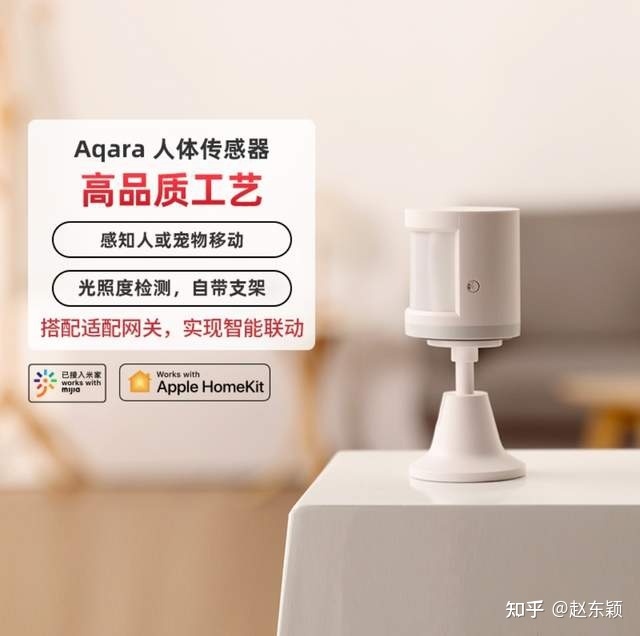 Aqara 人体传感器
高品质工艺
感知人或宠物移动
光照度检测，自带支架
搭配适配网关，实现智能联动
已接入米家
works with
mijia
Works with
Apple HomeKit
知乎 @赵东颖